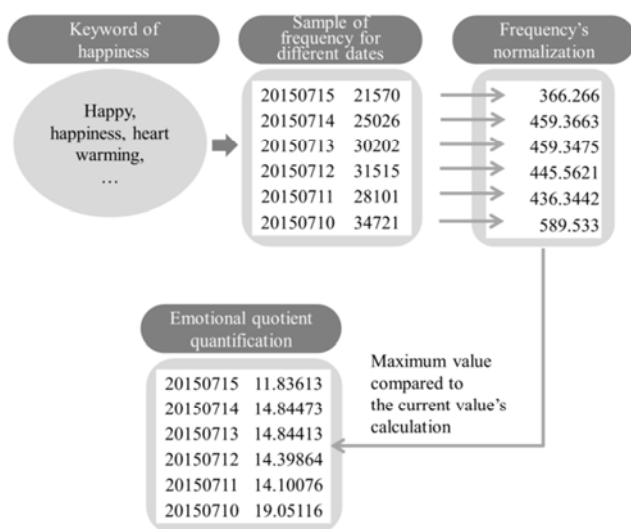 Keyword of
happiness
Happy,
happiness, heart
warming,
…
Sample of
frequency for
different dates
20150715 21570
20150714 25026
20150713 30202
20150712 31515
20150711 28101
20150710 34721
Frequency's
normalization
366.266
459.3663
459.3475
445.5621
436.3442
589.533
Maximum value
compared to
the current value's
calculation
Emotional quotient
quantification
20150715 11.83613
20150714 14.84473
20150713 14.84413
20150712 14.39864
20150711 14.10076
20150710 19.05116